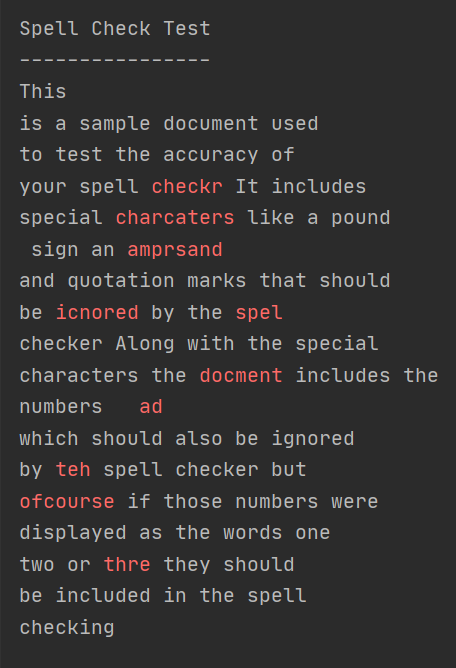 Spell Check Test
----------------
This
is a sample document used
to test the accuracy of
your spell checkr It includes
special charcaters like a pound
 sign an amprsand
and quotation marks that should
be icnored by the spel
checker Along with the special
characters the docment includes the
numbers   ad
which should also be ignored
by teh spell checker but
ofcourse if those numbers were
displayed as the words one
two or thre they should
be included in the spell
checking